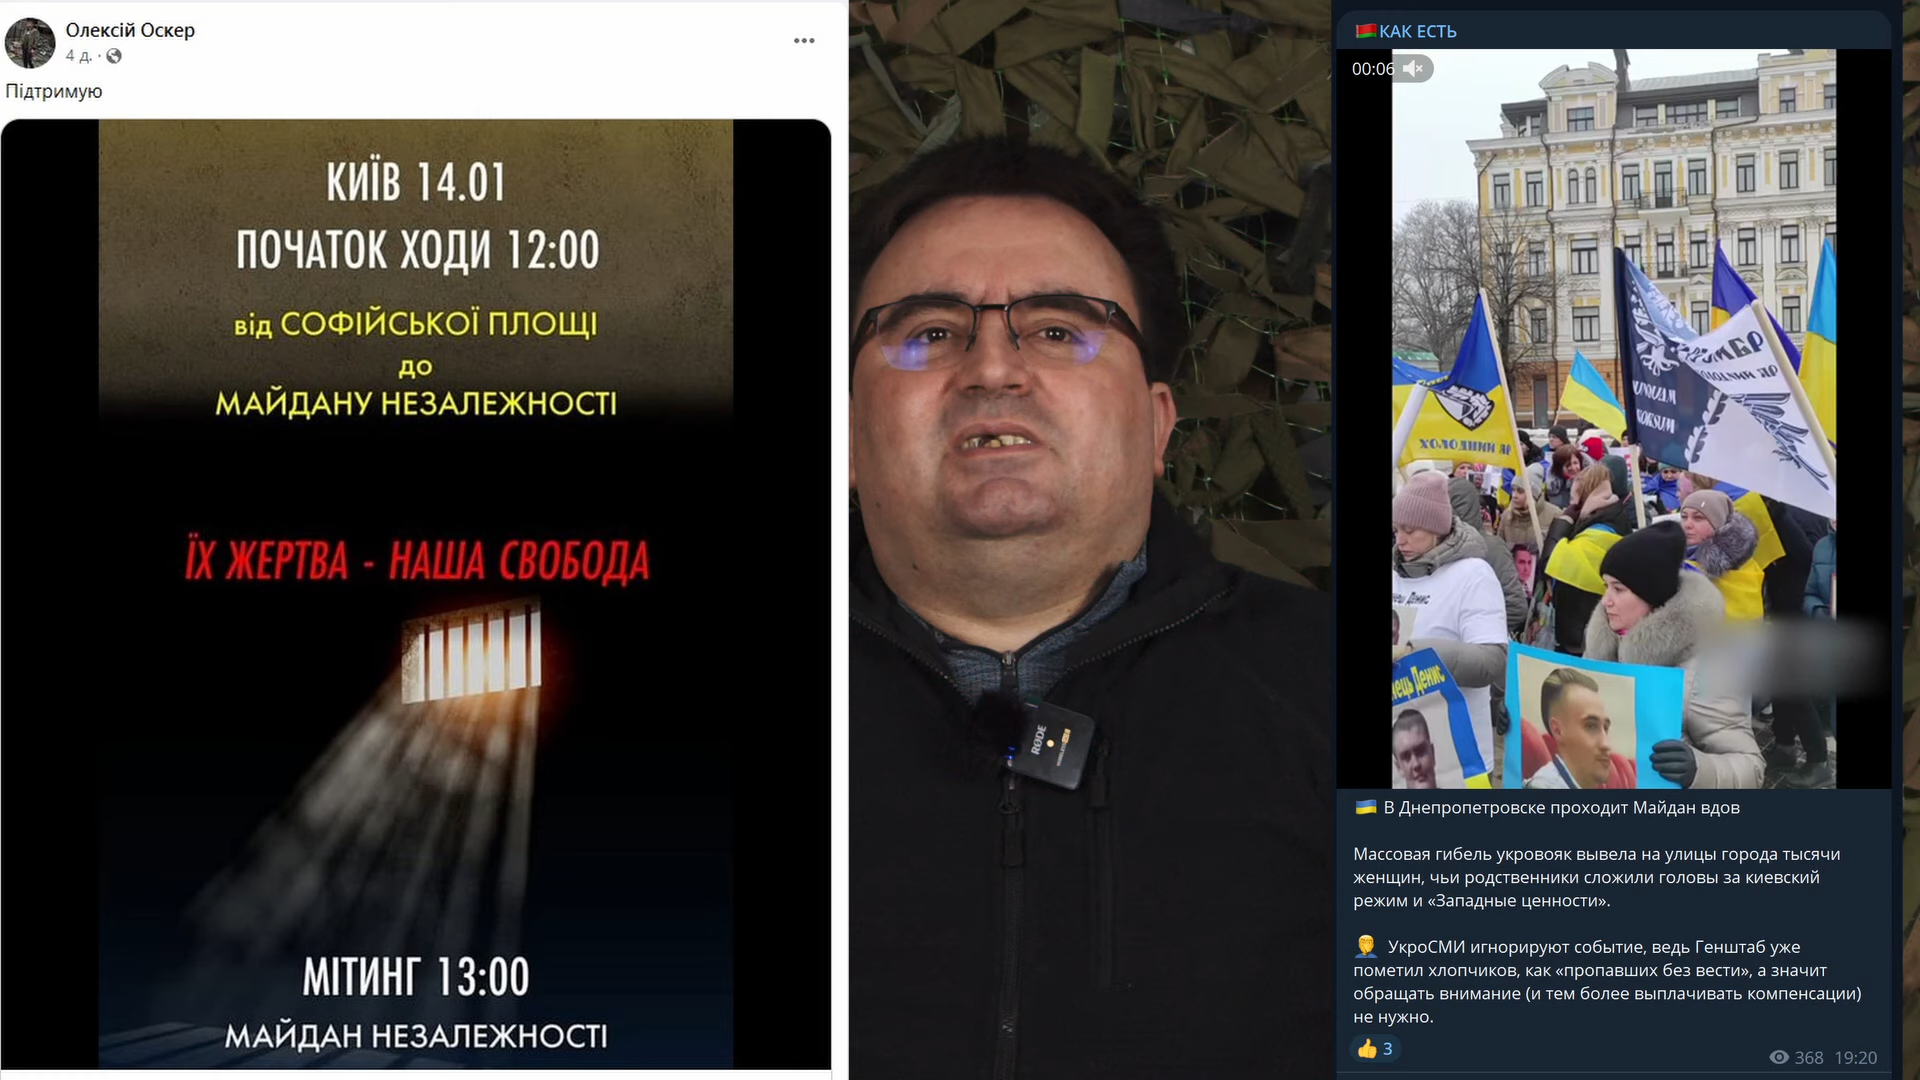 Олексій Оскер
4 д.
Підтримую
КИЇВ 14.01
ПОЧАТОК ХОДИ 12:00
від СОФІЙСЬКОЇ ПЛОЩІ
до
МАЙДАНУ НЕЗАЛЕЖНОСТІ
ЇХ ЖЕРТВА - НАША СВОБОДА
МІТИНГ 13:00
МАЙДАН НЕЗАЛЕЖНОСТІ
RØDE
КАК ЕСТЬ
00:06
ХОЛОДНИЙ ЯР
Денис
В Днепропетровске проходит Майдан вдов
Массовая гибель укровояк вывела на улицы города тысячи
женщин, чьи родственники сложили головы за киевский
режим и «Западные ценности».
УкроСМИ игнорируют событие, ведь Генштаб уже
пометил хлопчиков, как «пропавших без вести», а значит
обращать внимание (и тем более выплачивать компенсации)
не нужно.
3
368 19:20